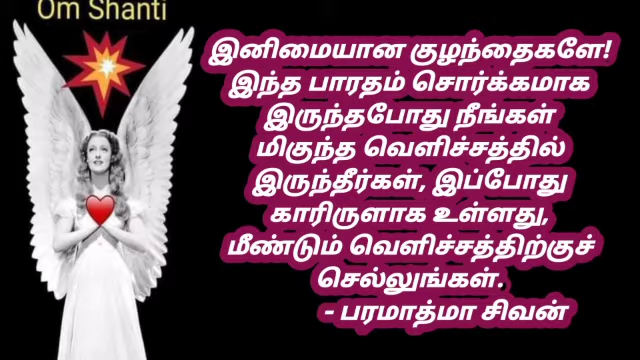 Om Shanti
இனிமையான குழந்தைகளே!
இந்த பாரதம் சொர்க்கமாக
இருந்தபோது நீங்கள்
மிகுந்த வெளிச்சத்தில்
இருந்தீர்கள், இப்போது
காரிருளாக உள்ளது,
மீண்டும் வெளிச்சத்திற்குச்
செல்லுங்கள்.
- பரமாத்மா சிவன்